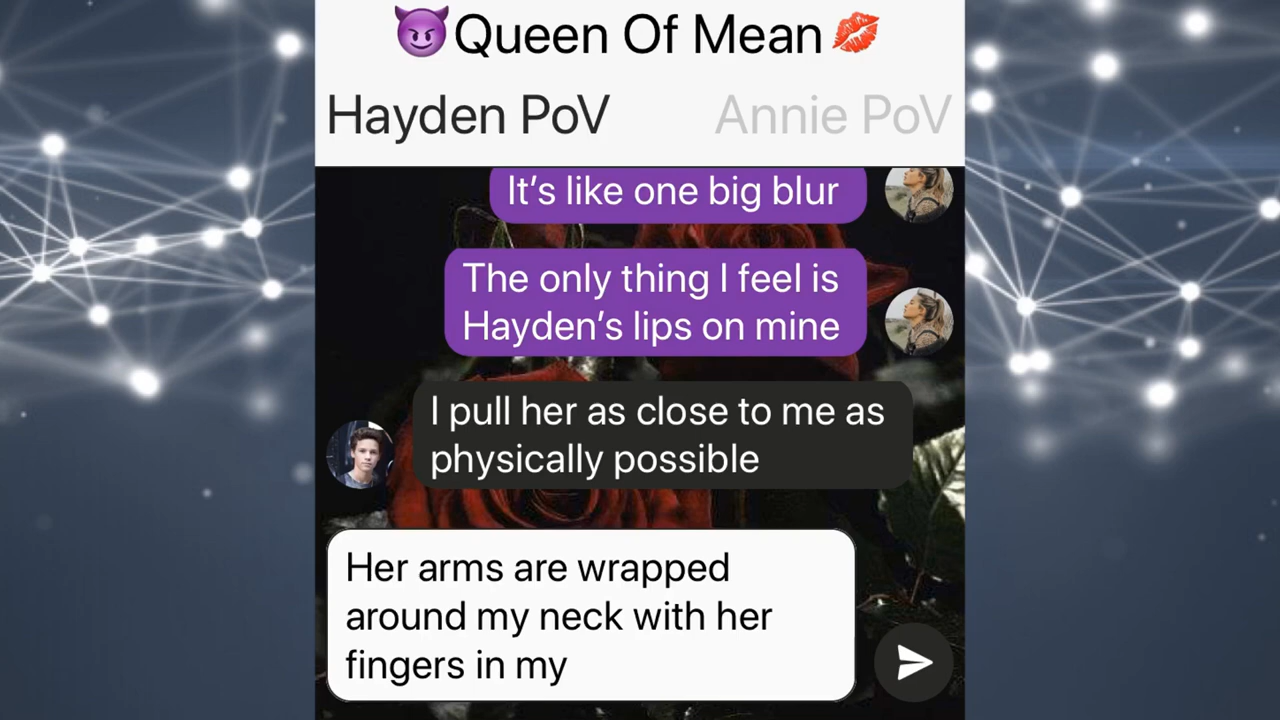 😈Queen Of Mean💋
Hayden PoV
Annie PoV
It’s like one big blur
The only thing I feel is
Hayden’s lips on mine
I pull her as close to me as
physically possible
Her arms are wrapped
around my neck with her
fingers in my